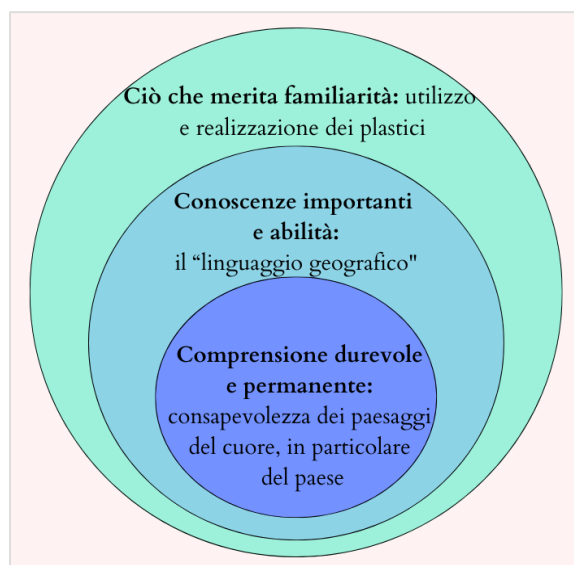 Ciò che merita familiarità: utilizzo
e realizzazione dei plastici
Conoscenze importanti
e abilità:
il “linguaggio geografico"
Comprensione durevole
e permanente:
consapevolezza dei paesaggi
del cuore, in particolare
del paese